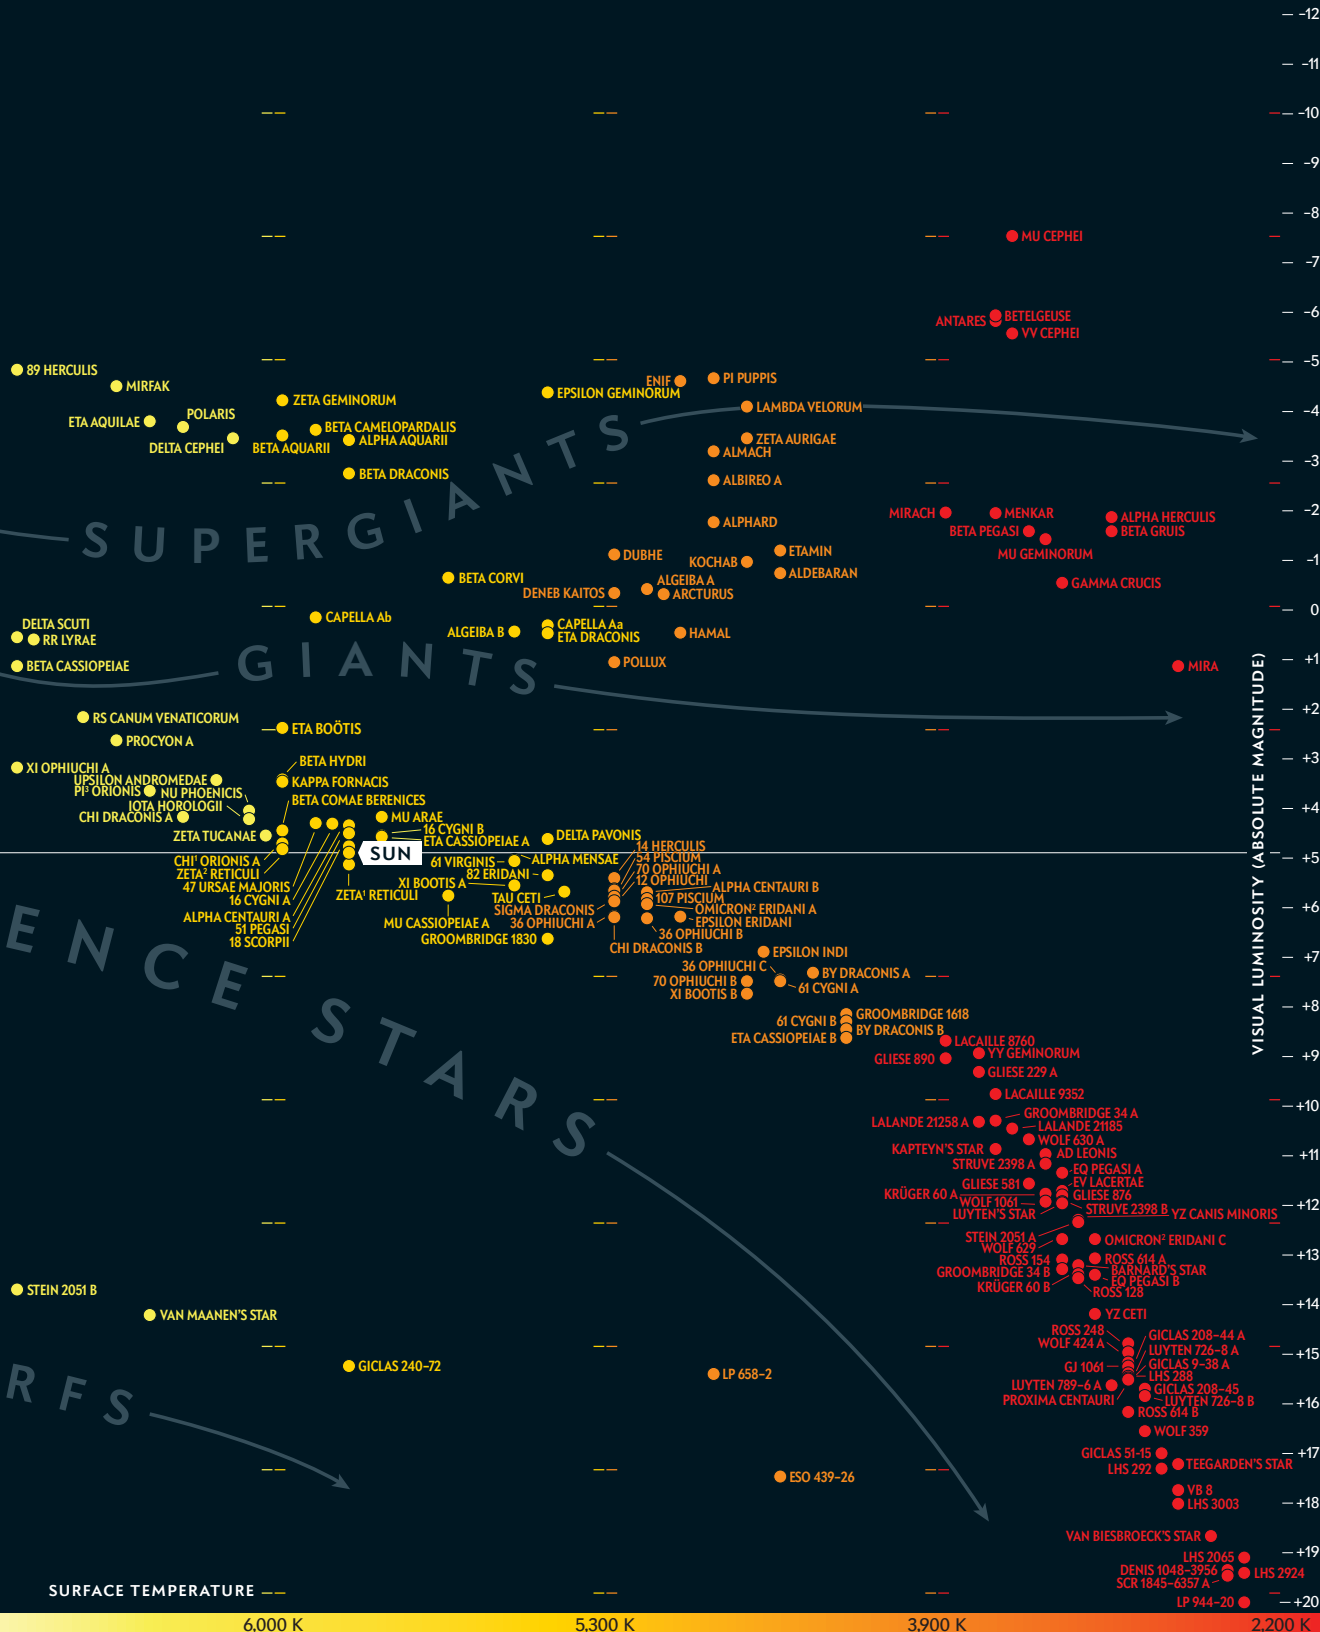 -12
-11
-10
-9
-8
MU CEPHEI
-7
-6
BETELGEUSE
ANTARES
VV CEPHEI
-5
89 HERCULIS
MIRFAK
ENIF
PI PUPPIS
EPSILON GEMINORUM
ZETA GEMINORUM
LAMBDA VELORUM
-4
POLARIS
ETA AQUILAE
BETA CAMELOPARDALIS
ALPHA AQUARII
ZETA AURIGAE
DELTA CEPHEI
BETA AQUARII
ALMACH
-3
BETA DRACONIS
ALBIREO A
SUPERGIANTS
-2
MIRACH
MENKAR
ALPHA HERCULIS
ALPHARD
BETA PEGASI
BETA GRUIS
MU GEMINORUM
DUBHE
ETAMIN
KOCHAB
-1
ALDEBARAN
BETA CORVI
ALGEIBA A
GAMMA CRUCIS
DENEB KAITOS
ARCTURUS
0
CAPELLA Ab
DELTA SCUTI
RR LYRAE
ALGEIBA B
CAPELLA Aa
ETA DRACONIS
HAMAL
BETA CASSIOPEIAE
POLLUX
MIRA
+1
GIANTS
VISUAL LUMINOSITY (ABSOLUTE MAGNITUDE)
+2
RS CANUM VENATICORUM
ETA BOÖTIS
PROCYON A
+3
XI OPHIUCHI A
BETA HYDRI
UPSILON ANDROMEDAE
KAPPA FORNACIS
PI³ ORIONIS
NU PHOENICIS
BETA COMAE BERENICES
IOTA HOROLOGII
CHI DRACONIS A
MU ARAE
+4
16 CYGNI B
ZETA TUCANAE
ETA CASSIOPEIAE A
DELTA PAVONIS
14 HERCULIS
SUN
54 PISCIUM
+5
CHI¹ ORIONIS A
61 VIRGINIS
ALPHA MENSAE
70 OPHIUCHI A
ZETA² RETICULI
82 ERIDANI
12 OPHIUCHI
47 URSAE MAJORIS
XI BOOTIS A
ALPHA CENTAURI B
16 CYGNI A
ZETA¹ RETICULI
TAU CETI
107 PISCIUM
SIGMA DRACONIS
OMICRON² ERIDANI A
+6
ALPHA CENTAURI A
MU CASSIOPEIAE A
36 OPHIUCHI A
EPSILON ERIDANI
51 PEGASI
36 OPHIUCHI B
18 SCORPII
GROOMBRIDGE 1830
CHI DRACONIS B
EPSILON INDI
+7
ENCE STARS
36 OPHIUCHI C
BY DRACONIS A
70 OPHIUCHI B
61 CYGNI A
XI BOOTIS B
+8
GROOMBRIDGE 1618
61 CYGNI B
BY DRACONIS B
ETA CASSIOPEIAE B
LACAILLE 8760
YY GEMINORUM
+9
GLIESE 890
GLIESE 229 A
LACAILLE 9352
+10
GROOMBRIDGE 34 A
LALANDE 21258 A
LALANDE 21185
WOLF 630 A
KAPTEYN'S STAR
AD LEONIS
+11
STRUVE 2398 A
EQ PEGASI A
GLIESE 581
EV LACERTAE
KRÜGER 60 A
GLIESE 876
WOLF 1061
+12
STRUVE 2398 B
LUYTEN'S STAR
YZ CANIS MINORIS
STEIN 2051 A
OMICRON² ERIDANI C
WOLF 629
+13
ROSS 154
ROSS 614 A
GROOMBRIDGE 34 B
BARNARD'S STAR
EQ PEGASI B
KRÜGER 60 B
ROSS 128
STEIN 2051 B
+14
YZ CETI
VAN MAANEN'S STAR
ROSS 248
GICLAS 208-44 A
WOLF 424 A
LUYTEN 726-8 A
+15
GICLAS 240-72
GJ 1061
GICLAS 9-38 A
LP 658-2
LHS 288
LUYTEN 789-6 A
GICLAS 208-45
PROXIMA CENTAURI
LUYTEN 726-8 B
+16
RFS
ROSS 614 B
WOLF 359
+17
GICLAS 51-15
TEEGARDEN'S STAR
LHS 292
ESO 439-26
VB 8
+18
LHS 3003
VAN BIESBROECK'S STAR
+19
LHS 2065
DENIS 1048-3956
LHS 2924
SCR 1845-6357 A
SURFACE TEMPERATURE
LP 944-20
+20
6,000 K
5,300 K
3,900 K
2,200 K